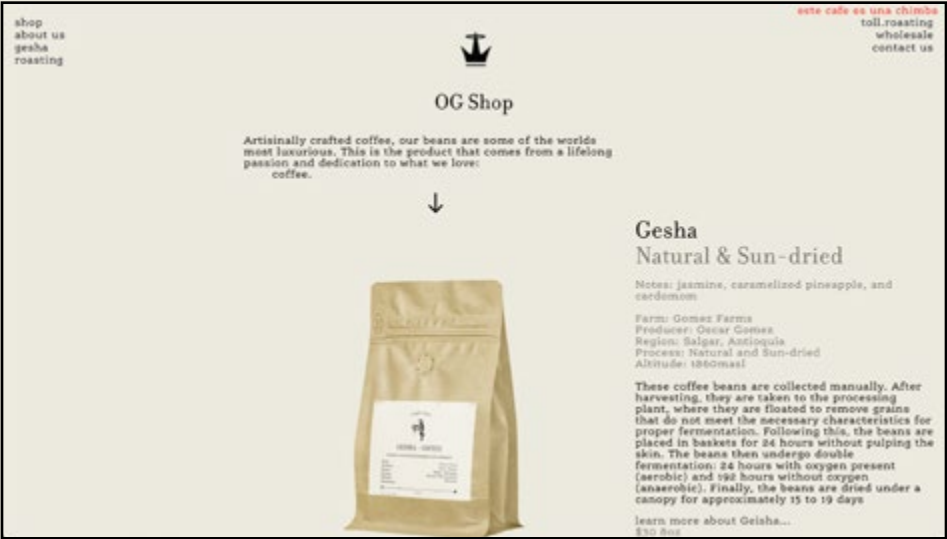 este cafe es una chimba
shop
about us
gesha
roasting
toll.roasting
wholesale
contact us
OG Shop
Artisinally crafted coffee, our beans are some of the worlds
most luxurious. This is the product that comes from a lifelong
passion and dedication to what we love:
coffee.
↓
Gesha
Natural & Sun-dried
Notes: jasmine, caramelized pineapple, and
cardomom
Farm: Gomez Farms
Producer: Oscar Gomez
Region: Salgar, Antioquia
Process: Natural and Sun-dried
Altitude: 1860masl
These coffee beans are collected manually. After
harvesting, they are taken to the processing
plant, where they are floated to remove grains
that do not meet the necessary characteristics for
proper fermentation. Following this, the beans are
placed in baskets for 24 hours without pulping the
skin. The beans then undergo double
fermentation: 24 hours with oxygen present
(aerobic) and 192 hours without oxygen
(anaerobic). Finally, the beans are dried under a
canopy for approximately 15 to 19 days
learn more about Geisha...
$30 8oz